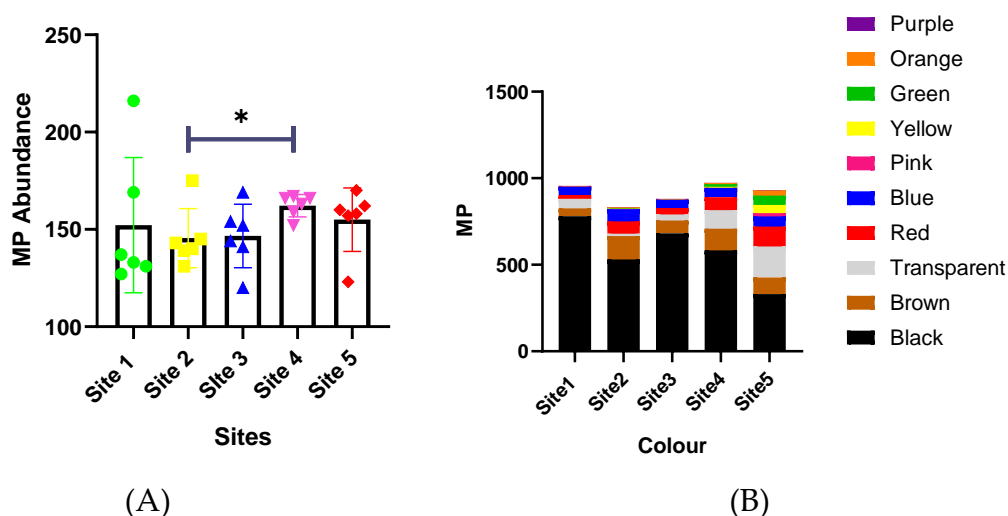 MP Abundance
250
200
150
100
*
Site 1
Site 2
SIte 3
Site 4
Site 5
Sites
(A)
MP
1500
1000
500
0
Site1
Site2
Site3
Site4
Site5
Colour
(B)
Purple
Orange
Green
Yellow
Pink
Blue
Red
Transparent
Brown
Black